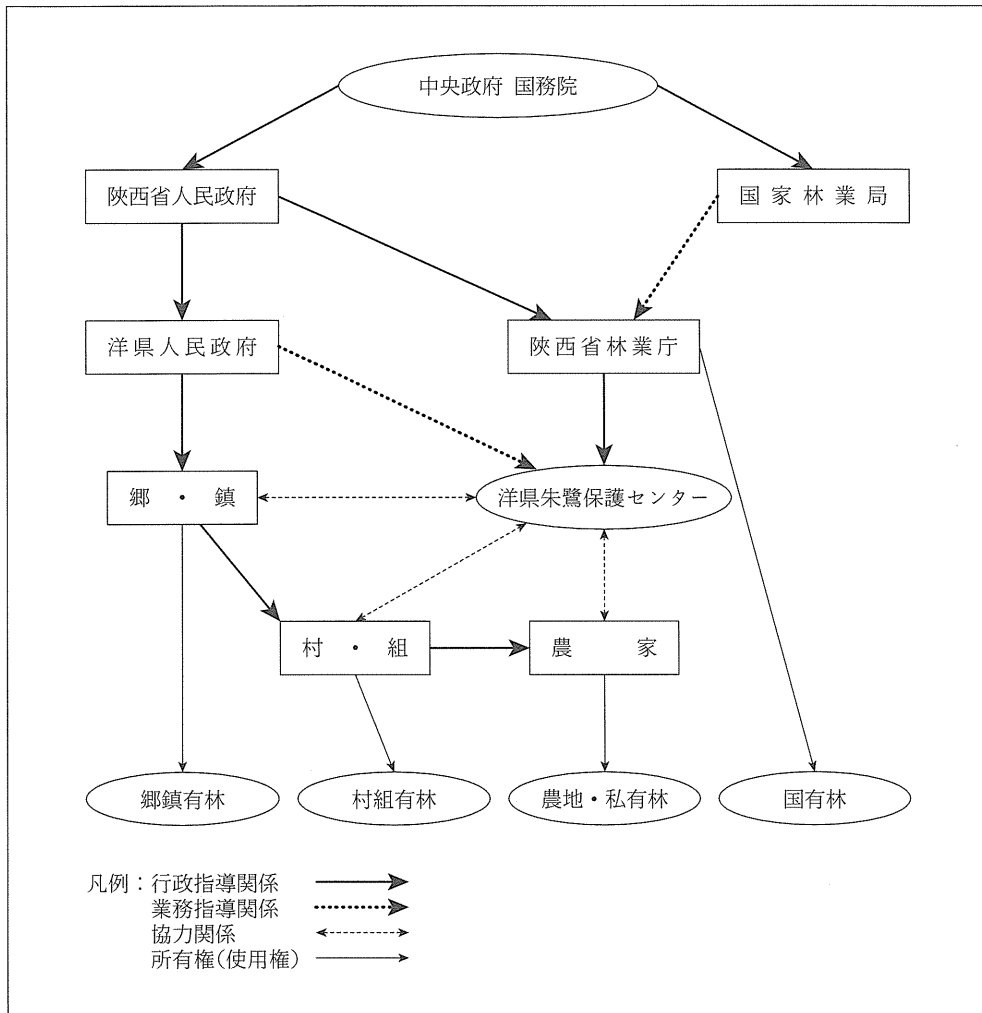 中央政府 国務院
陝西省人民政府
国家林業局
洋県人民政府
陝西省林業庁
郷・鎮
洋県朱鷺保護センター
村・組
農家
郷鎮有林
村組有林
農地・私有林
国有林
凡例：行政指導関係
業務指導関係
協力関係
所有権(使用権)